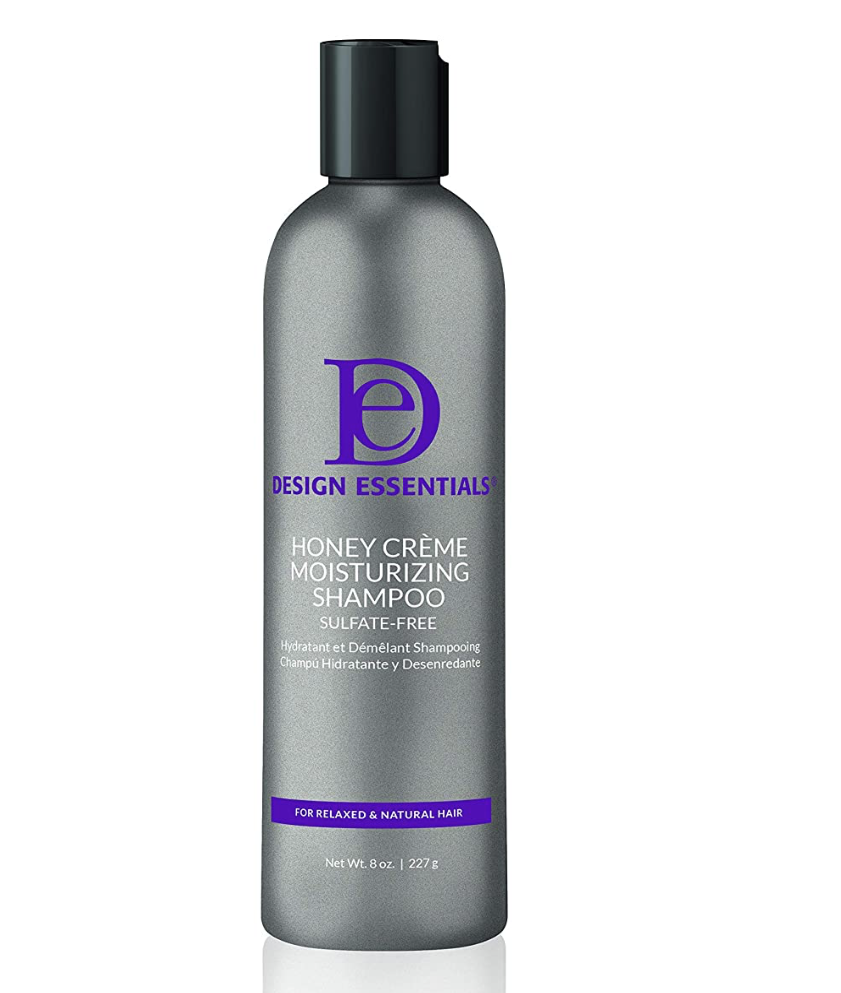 De
DESIGN ESSENTIALS®
HONEY CRÈME
MOISTURIZING
SHAMPOO
SULFATE-FREE
Hydratant et Démêlant Shampooing
Champú Hidratante y Desenredante
FOR RELAXED & NATURAL HAIR
Net Wt. 8 oz. | 227 g